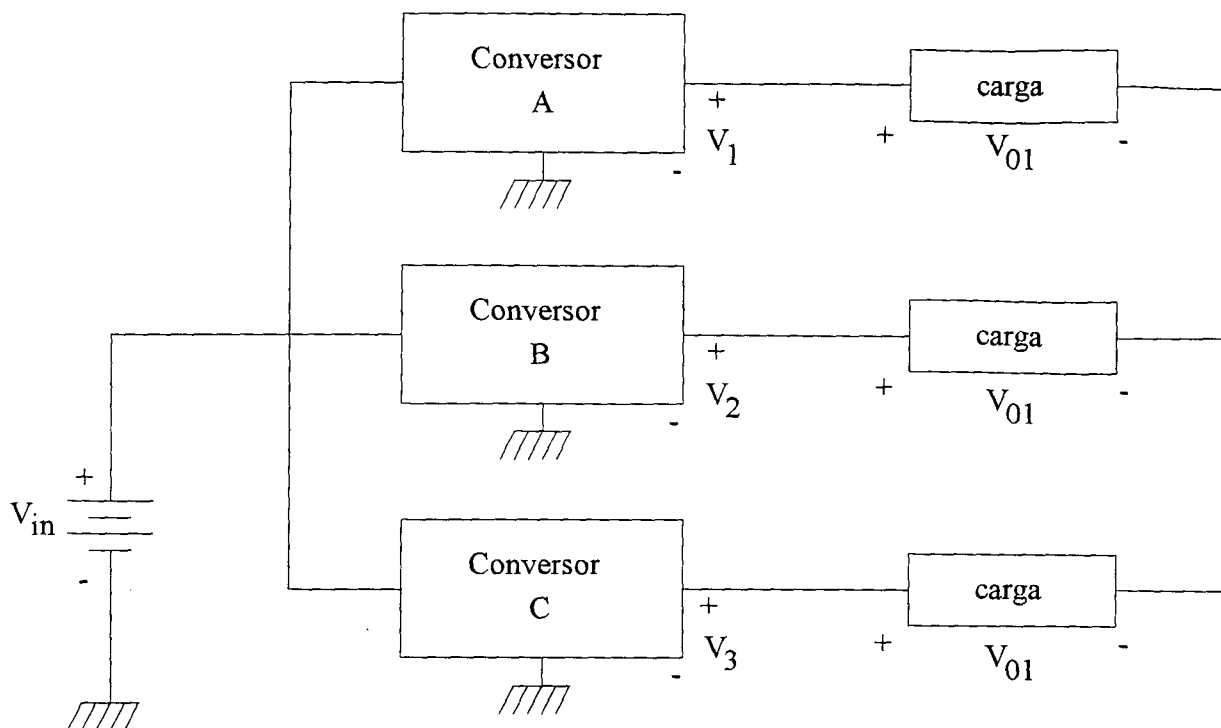 Conversor
A
+
V1
-
carga
+
V01
-
Conversor
B
+
V2
-
carga
+
V01
-
+
Vin
-
Conversor
C
+
V3
-
carga
+
V01
-